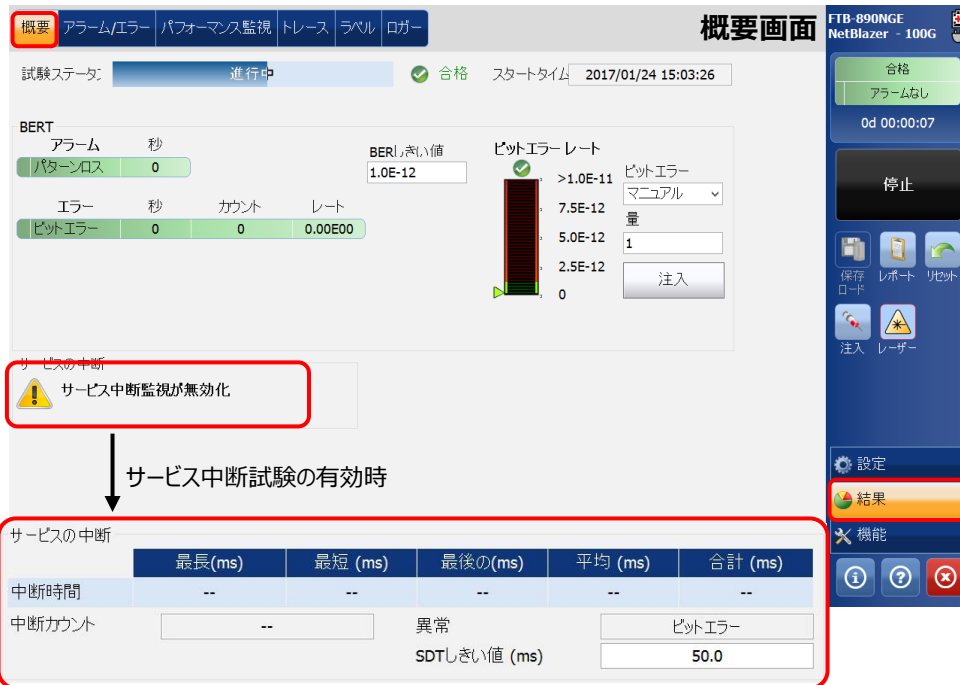 概要 アラーム/エラー パフォーマンス監視 トレース ラベル ロガー
概要画面
FTB-890NGE
NetBlazer - 100G
試験ステータ
進行中
合格
スタートタイム 2017/01/24 15:03:26
合格
アラームなし
0d 00:00:07
BERT
アラーム 秒
パターンロス 0
エラー 秒 カウント レート
ビットエラー 0 0 0.00E00
BERしきい値
1.0E-12
ビットエラー レート
>1.0E-11
7.5E-12
5.0E-12
2.5E-12
0
ビットエラー
マニュアル
量
1
注入
停止
保存 レポート リセット
ロード
注入 レーザー
サービスの中断
サービス中断監視が無効化
サービス中断試験の有効時
設定
結果
機能
サービスの中断
最長(ms) 最短 (ms) 最後の(ms) 平均 (ms) 合計 (ms)
中断時間 -- -- -- -- --
中断カウント -- 異常 ビットエラー
SDTしきい値 (ms) 50.0